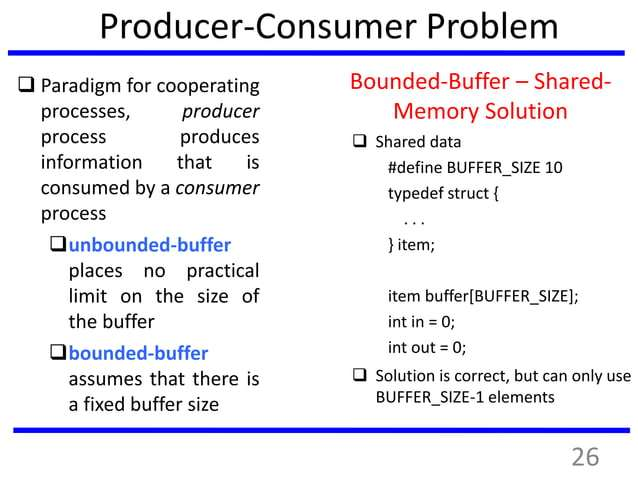 Producer-Consumer Problem
❑ Paradigm for cooperating
processes, producer
process produces
information that is
consumed by a consumer
process
❑unbounded-buffer
places no practical
limit on the size of
the buffer
❑bounded-buffer
assumes that there is
a fixed buffer size
Bounded-Buffer – Shared-
Memory Solution
❑ Shared data
#define BUFFER_SIZE 10
typedef struct {
. . .
} item;
item buffer[BUFFER_SIZE];
int in = 0;
int out = 0;
❑ Solution is correct, but can only use
BUFFER_SIZE-1 elements
26